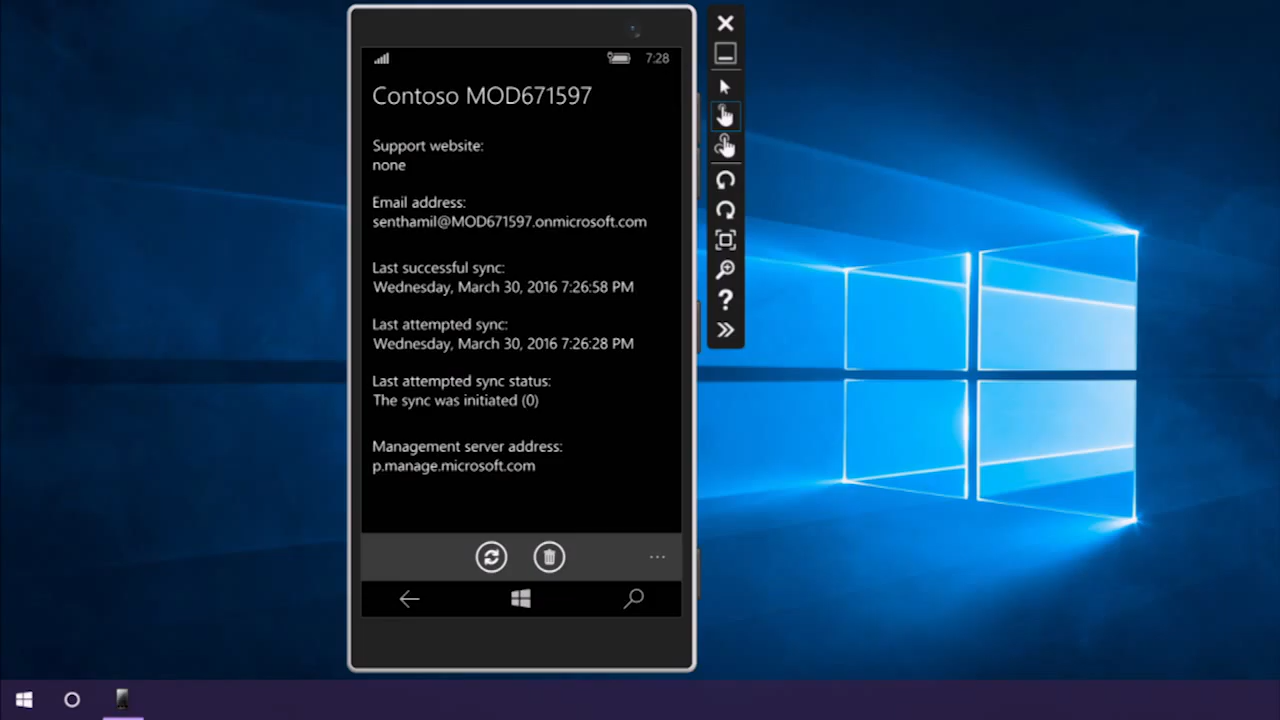 7:28
Contoso MOD671597
Support website:
none
Email address:
senthamil@MOD671597.onmicrosoft.com
Last successful sync:
Wednesday, March 30, 2016 7:26:58 PM
Last attempted sync:
Wednesday, March 30, 2016 7:26:28 PM
Last attempted sync status:
The sync was initiated (0)
Management server address:
p.manage.microsoft.com